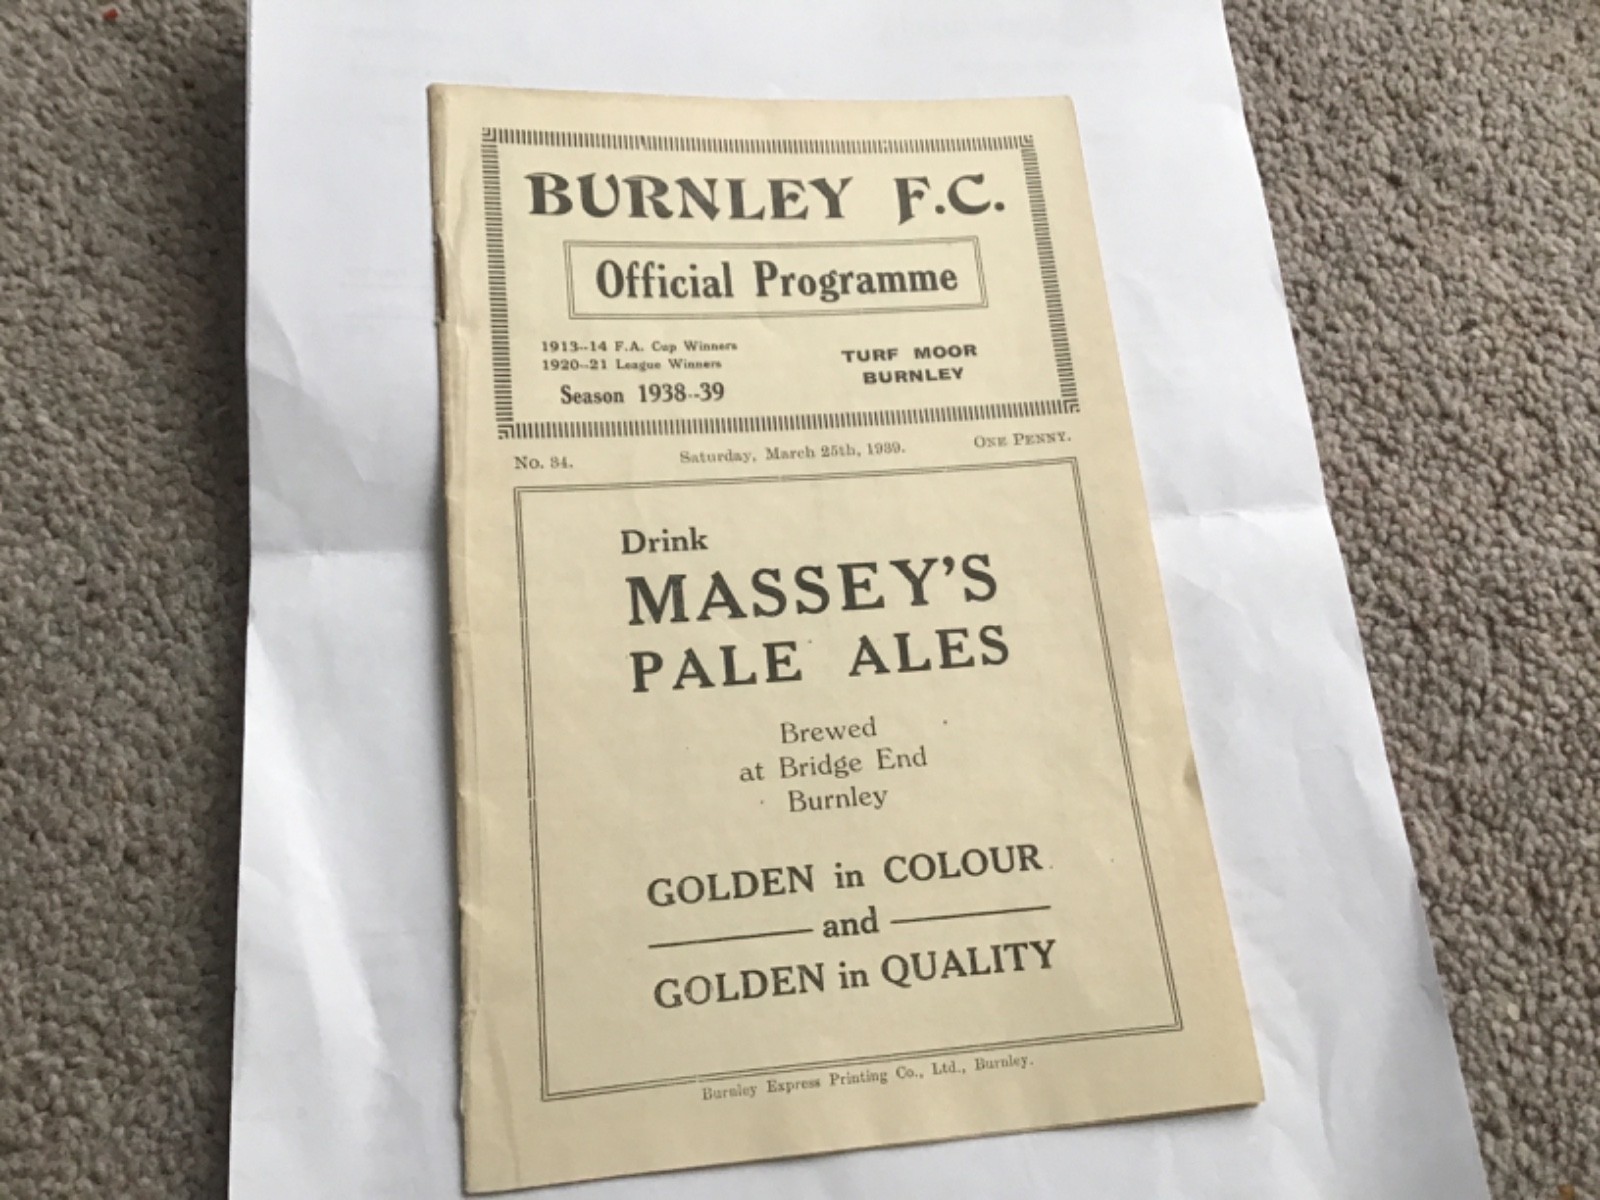 BURNLEY F.C.
Official Programme
1913--14 F.A. Cup Winners
1920--21 League Winners
Season 1938--39
TURF MOOR
BURNLEY
No. 34.
Saturday, March 25th, 1939.
ONE PENNY.
Drink
MASSEY'S
PALE ALES
Brewed
at Bridge End
Burnley
GOLDEN in COLOUR
and
GOLDEN in QUALITY
Burnley Express Printing Co., Ltd., Burnley.